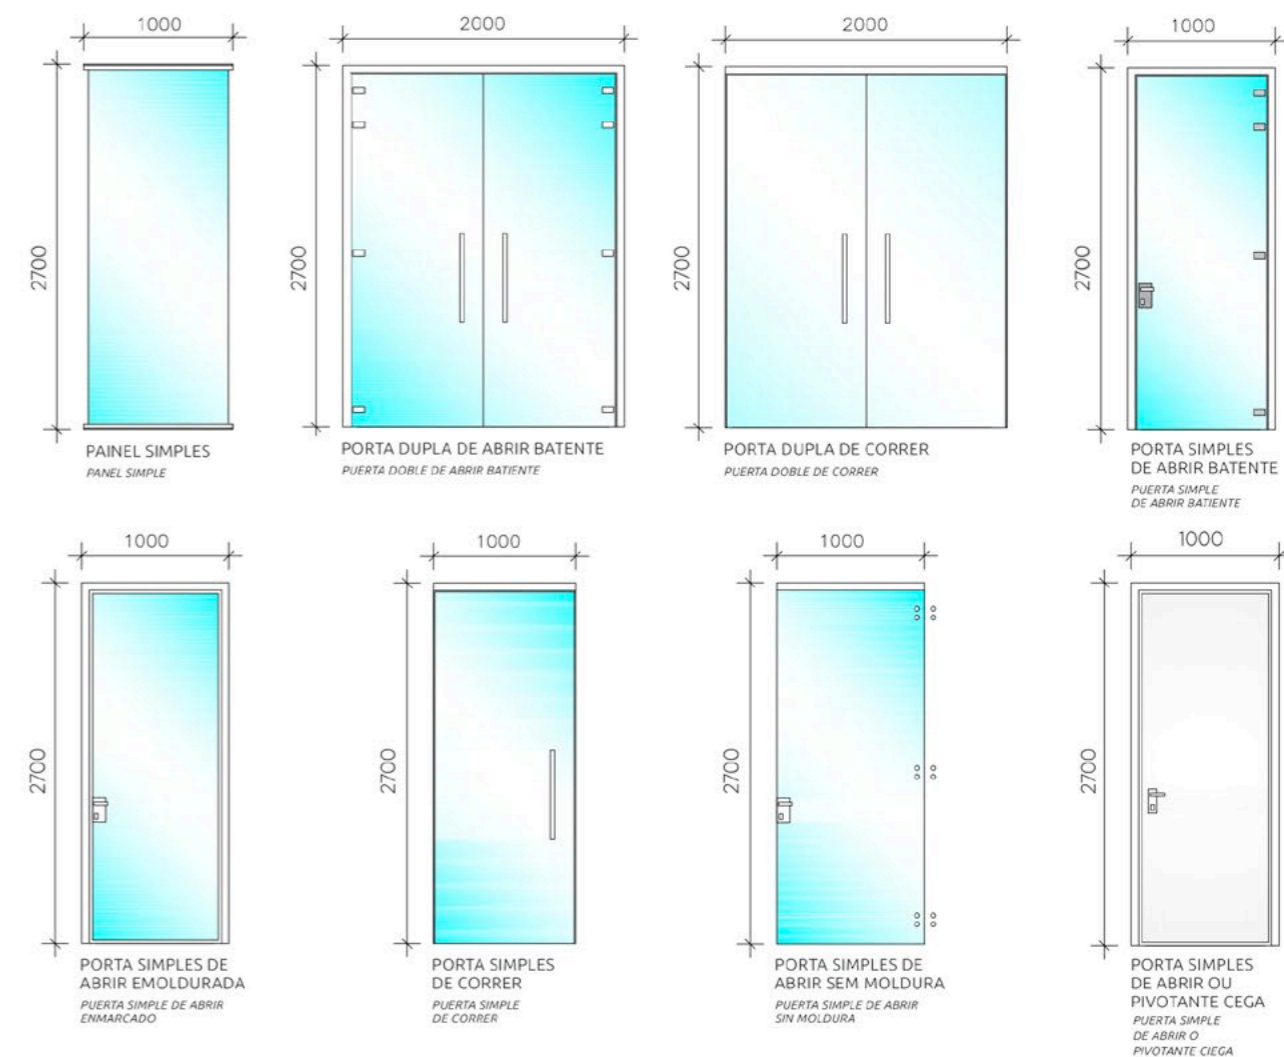 1000
2700
PAINEL SIMPLES
PANEL SIMPLE
2000
2700
PORTA DUPLA DE ABRIR BATENTE
PUERTA DOBLE DE ABRIR BATIENTE
2000
2700
PORTA DUPLA DE CORRER
PUERTA DOBLE DE CORRER
1000
2700
PORTA SIMPLES
DE ABRIR BATENTE
PUERTA SIMPLE
DE ABRIR BATIENTE
1000
2700
PORTA SIMPLES DE
ABRIR EMOLDURADA
PUERTA SIMPLE DE ABRIR
ENMARCADO
1000
2700
PORTA SIMPLES
DE CORRER
PUERTA SIMPLE
DE CORRER
1000
2700
PORTA SIMPLES DE
ABRIR SEM MOLDURA
PUERTA SIMPLE DE ABRIR
SIN MOLDURA
1000
2700
PORTA SIMPLES
DE ABRIR OU
PIVOTANTE CEGA
PUERTA SIMPLE
DE ABRIR O
PIVOTANTE CIEGA